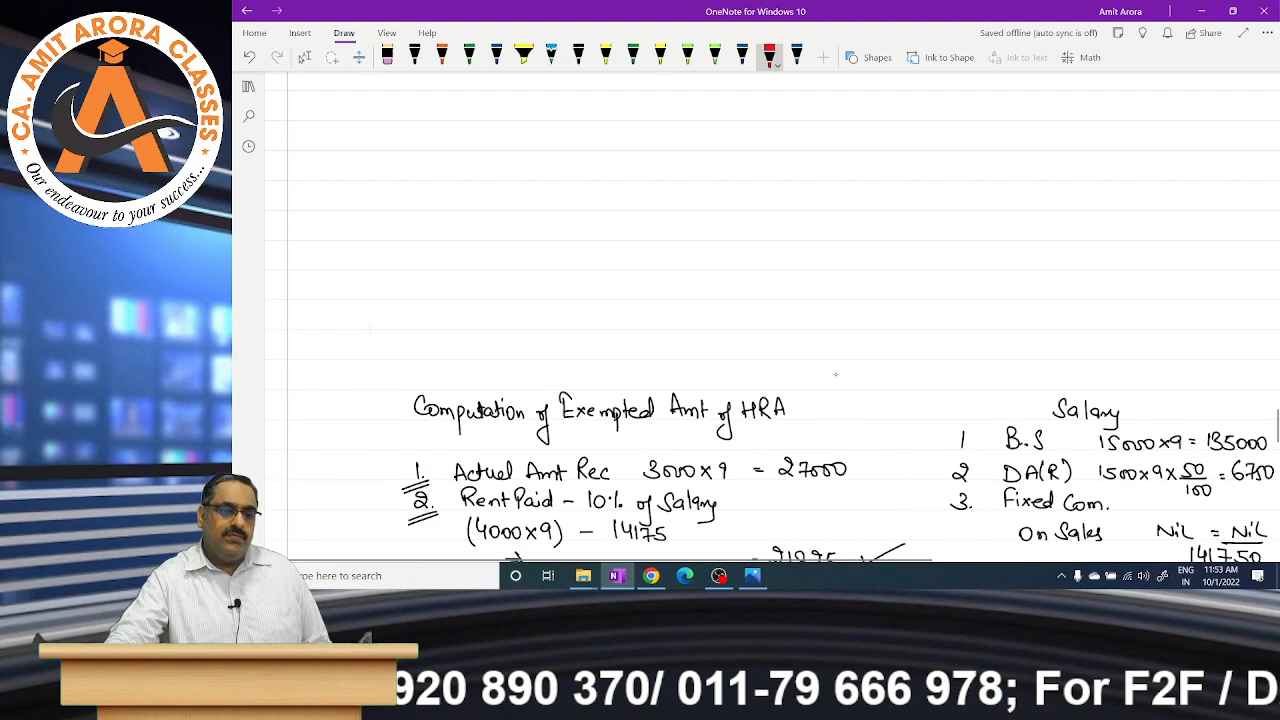 CA. AMIT ARORA CLASSES
Our endeavour to your success...
OneNote for Windows 10
Amit Arora
Home Insert Draw View Help
Saved offline (auto sync is off)
Share
Shapes
Ink to Shape
Ink to Text
Math
Computation of Exempted Amt of HRA
1. Actual Amt Rec 3000×9 = 27000
2. Rent Paid - 10% of Salary
(4000×9) - 14175
Salary
1 B.S 15000×9 = 135000
2 DA(R) 1500×9×50/100 = 6750
3. Fixed Com.
On Sales Nil = Nil
141750
here to search
ENG
IN
11:53 AM
10/1/2022
920 890 370/ 011-79 666 978; For F2F / D